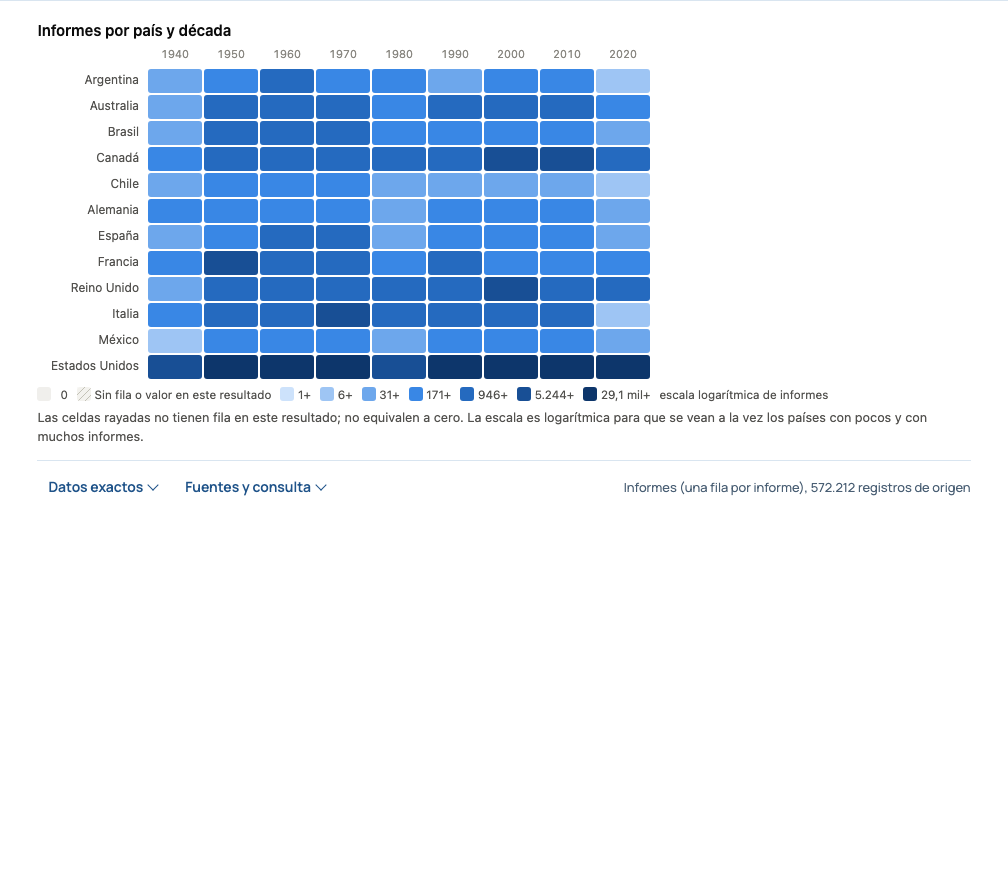 Informes por país y década
1940 1950 1960 1970 1980 1990 2000 2010 2020
Argentina
Australia
Brasil
Canadá
Chile
Alemania
España
Francia
Reino Unido
Italia
México
Estados Unidos
0 Sin fila o valor en este resultado 1+ 6+ 31+ 171+ 946+ 5.244+ 29,1 mil+ escala logarítmica de informes
Las celdas rayadas no tienen fila en este resultado; no equivalen a cero. La escala es logarítmica para que se vean a la vez los países con pocos y con
muchos informes.
Datos exactos Fuentes y consulta Informes (una fila por informe), 572.212 registros de origen